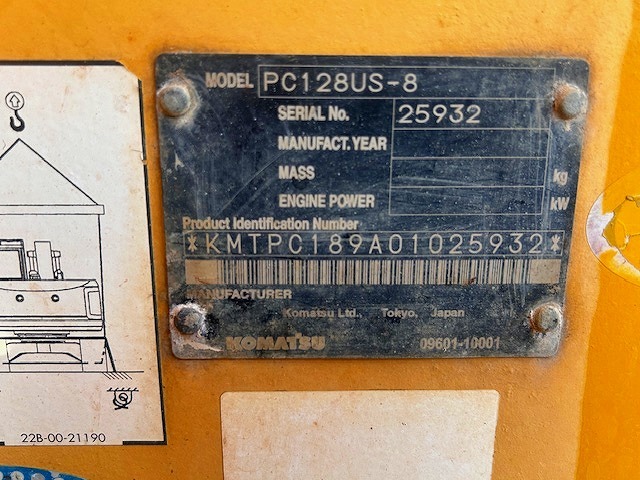 MODEL PC128US-8
SERIAL No. 25932
MANUFACT. YEAR
MASS kg
ENGINE POWER kW
Product Identification Number
*KMTPC189A01025932*
MANUFACTURER
Komatsu Ltd., Tokyo, Japan
KOMATSU 09601-10001
22B-00-21190